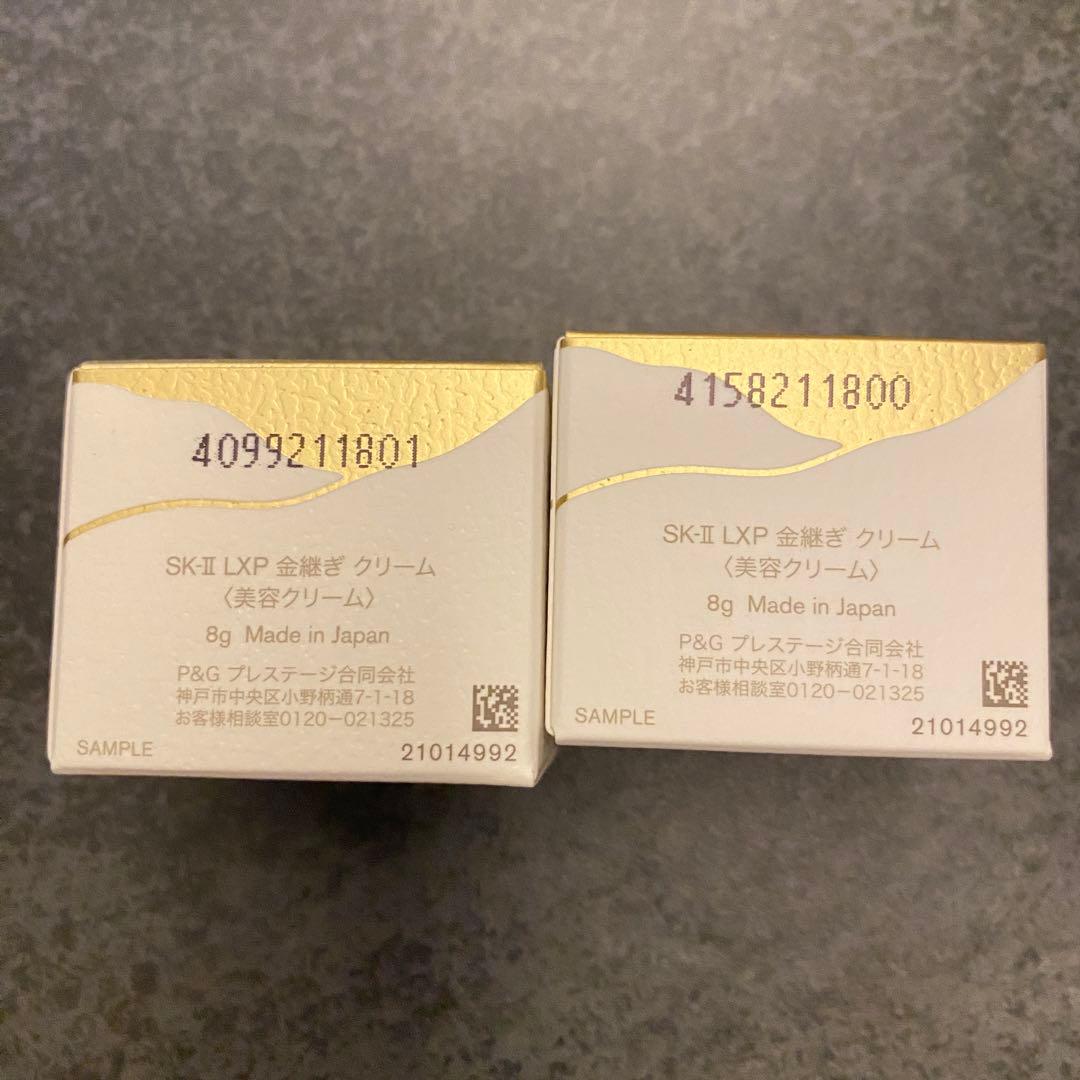 4099211801
SK-II LXP 金継ぎ クリーム
〈美容クリーム〉
8g Made in Japan
P&G プレステージ合同会社
神戸市中央区小野柄通7-1-18
お客様相談室0120-021325
SAMPLE
21014992
4158211800
SK-II LXP 金継ぎ クリーム
〈美容クリーム〉
8g Made in Japan
P&G プレステージ合同会社
神戸市中央区小野柄通7-1-18
お客様相談室0120-021325
SAMPLE
21014992